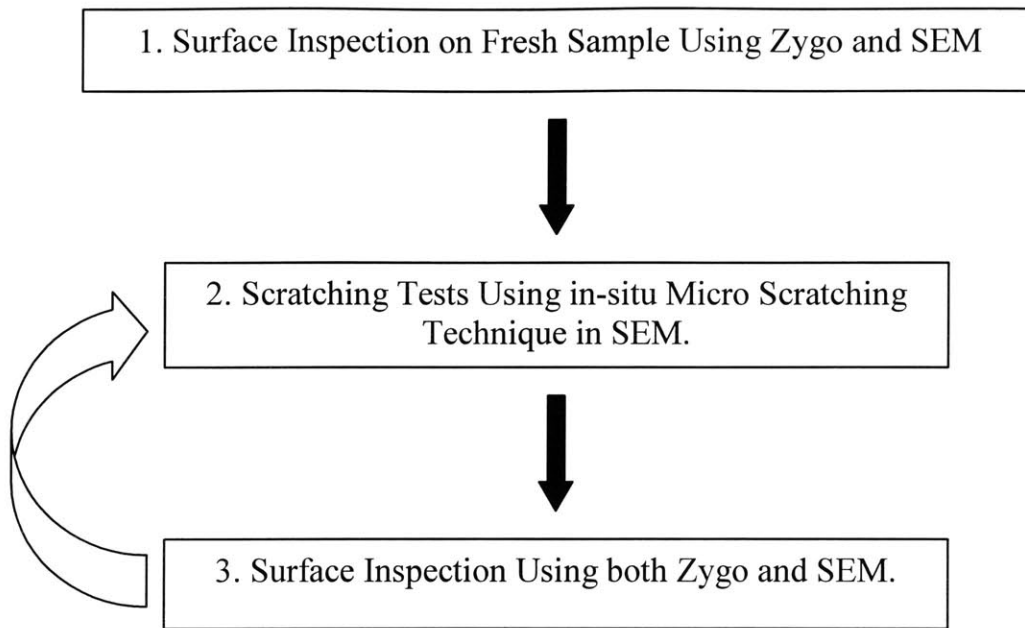 1. Surface Inspection on Fresh Sample Using Zygo and SEM
2. Scratching Tests Using in-situ Micro Scratching
Technique in SEM.
3. Surface Inspection Using both Zygo and SEM.